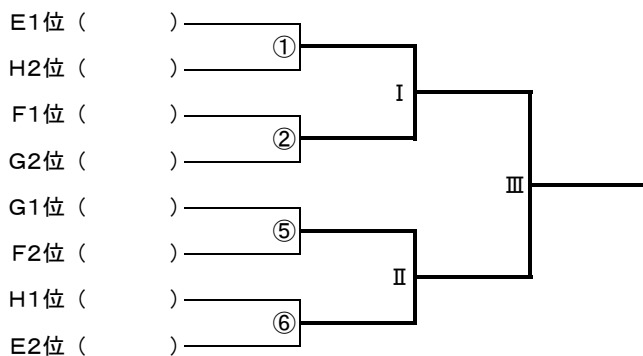 E1位（　　　　）
①
H2位（　　　　）
Ⅰ
F1位（　　　　）
②
G2位（　　　　）
Ⅲ
G1位（　　　　）
⑤
F2位（　　　　）
Ⅱ
H1位（　　　　）
⑥
E2位（　　　　）